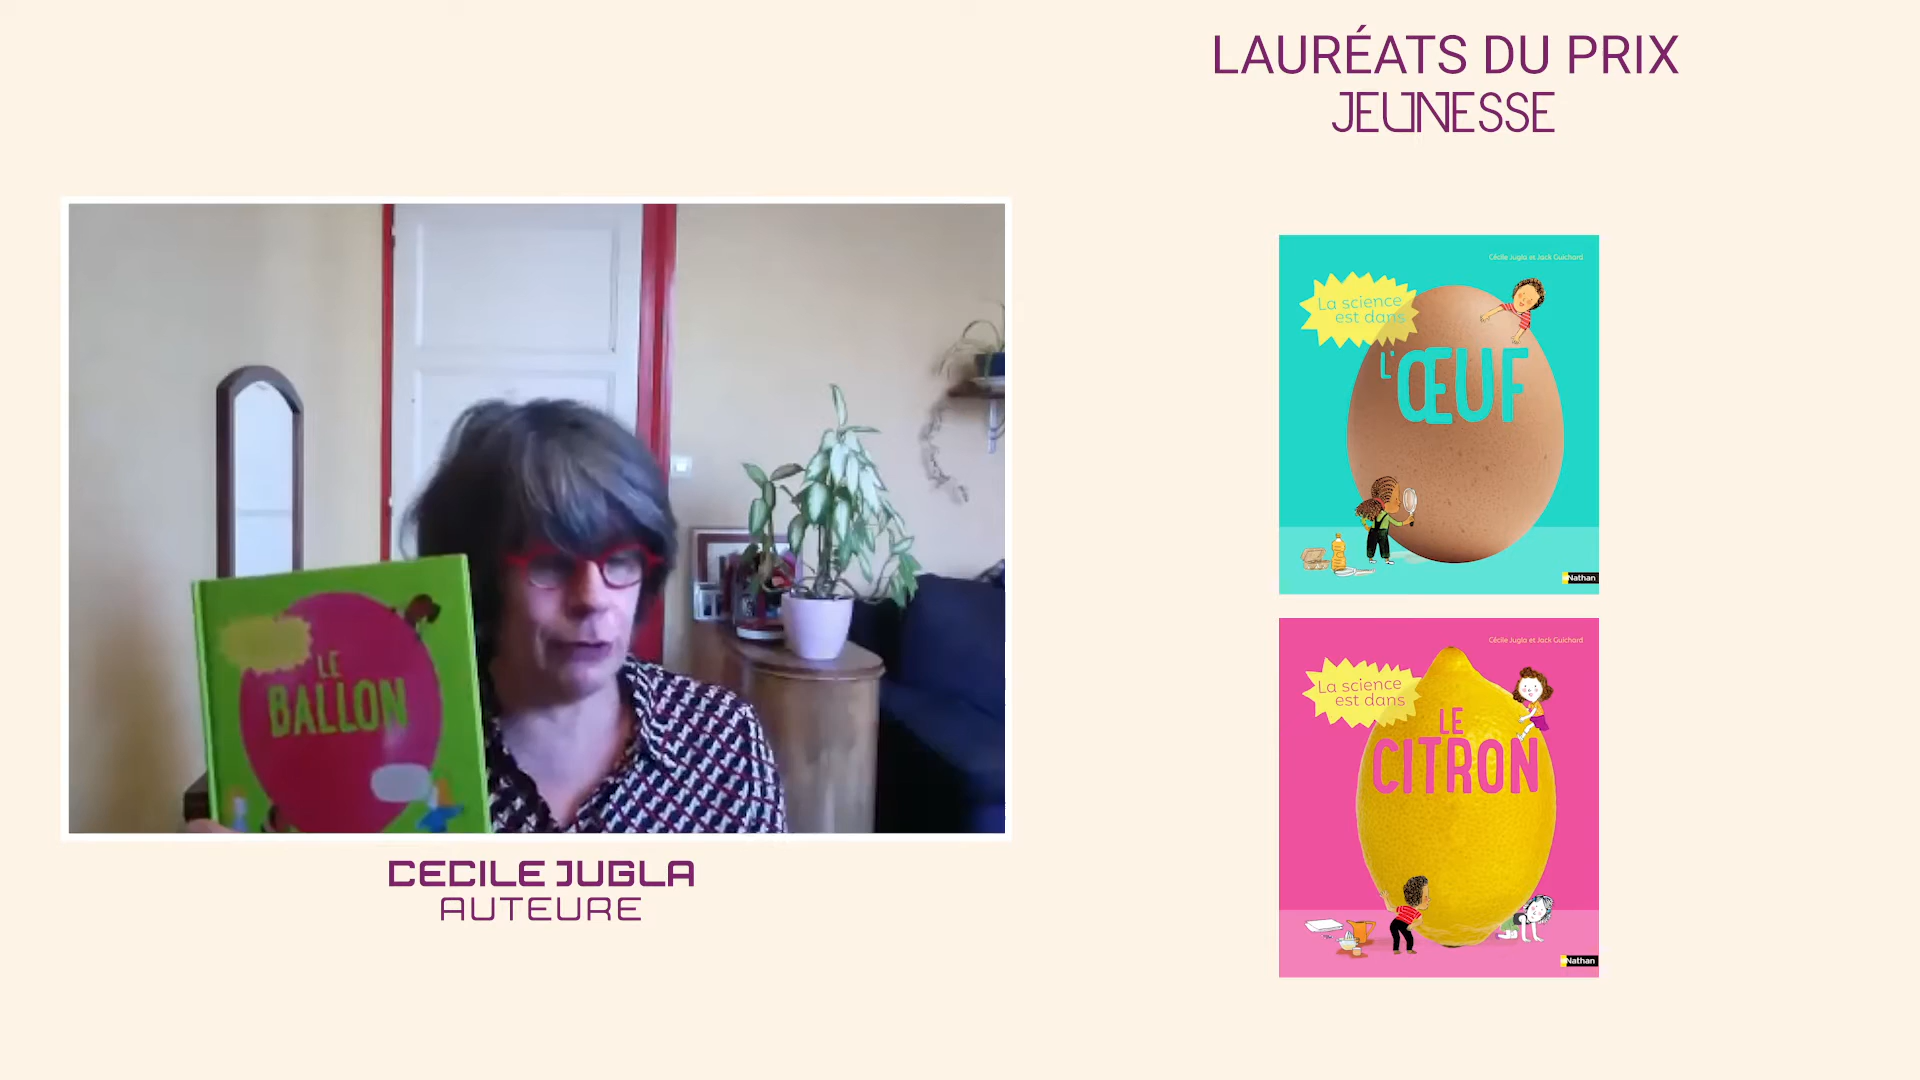 LAURÉATS DU PRIX
JEUNESSE
Cécile Jugla et Jack Guichard
La science
est dans
L'ŒUF
Nathan
LE
BALLON
Cécile Jugla et Jack Guichard
La science
est dans
LE
CITRON
Nathan
CECILE JUGLA
AUTEURE